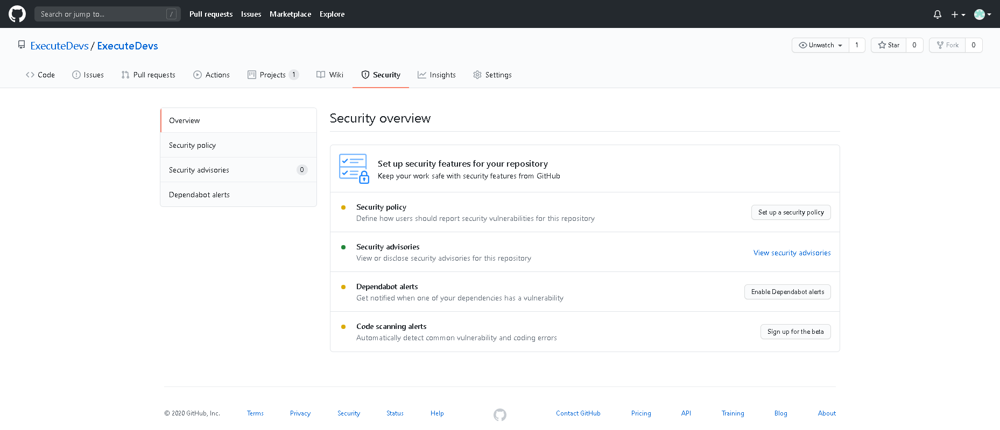 Search or jump to... / Pull requests Issues Marketplace Explore
ExecuteDevs / ExecuteDevs Unwatch 1 Star 0 Fork 0
Code Issues Pull requests Actions Projects 1 Wiki Security Insights Settings
Overview
Security policy
Security advisories 0
Dependabot alerts
Security overview
Set up security features for your repository
Keep your work safe with security features from GitHub
Security policy
Define how users should report security vulnerabilities for this repository
Set up a security policy
Security advisories
View or disclose security advisories for this repository
View security advisories
Dependabot alerts
Get notified when one of your dependencies has a vulnerability
Enable Dependabot alerts
Code scanning alerts
Automatically detect common vulnerability and coding errors
Sign up for the beta
© 2020 GitHub, Inc. Terms Privacy Security Status Help Contact GitHub Pricing API Training Blog About